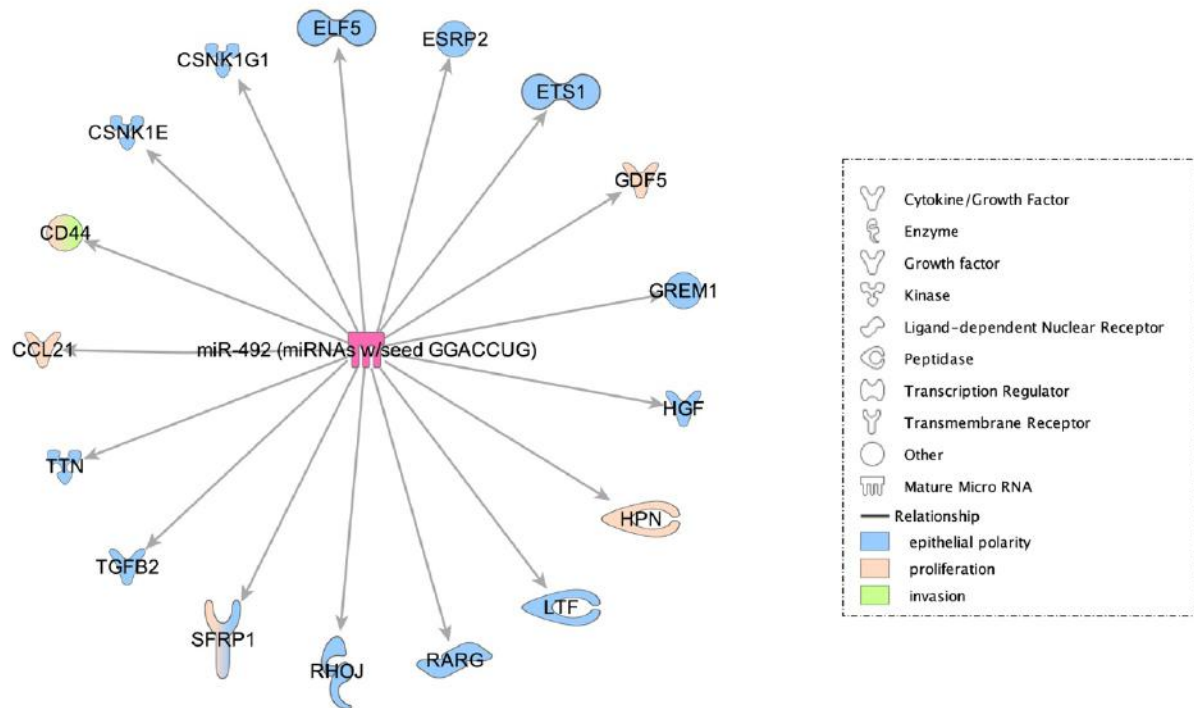 ELF5
ESRP2
CSNK1G1
ETS1
CSNK1E
GDF5
CD44
GREM1
CCL21
miR-492 (miRNAs w/seed GGACCUG)
HGF
TTN
HPN
TGFB2
LTF
SFRP1
RHOJ
RARG
Cytokine/Growth Factor
Enzyme
Growth factor
Kinase
Ligand-dependent Nuclear Receptor
Peptidase
Transcription Regulator
Transmembrane Receptor
Other
Mature Micro RNA
Relationship
epithelial polarity
proliferation
invasion